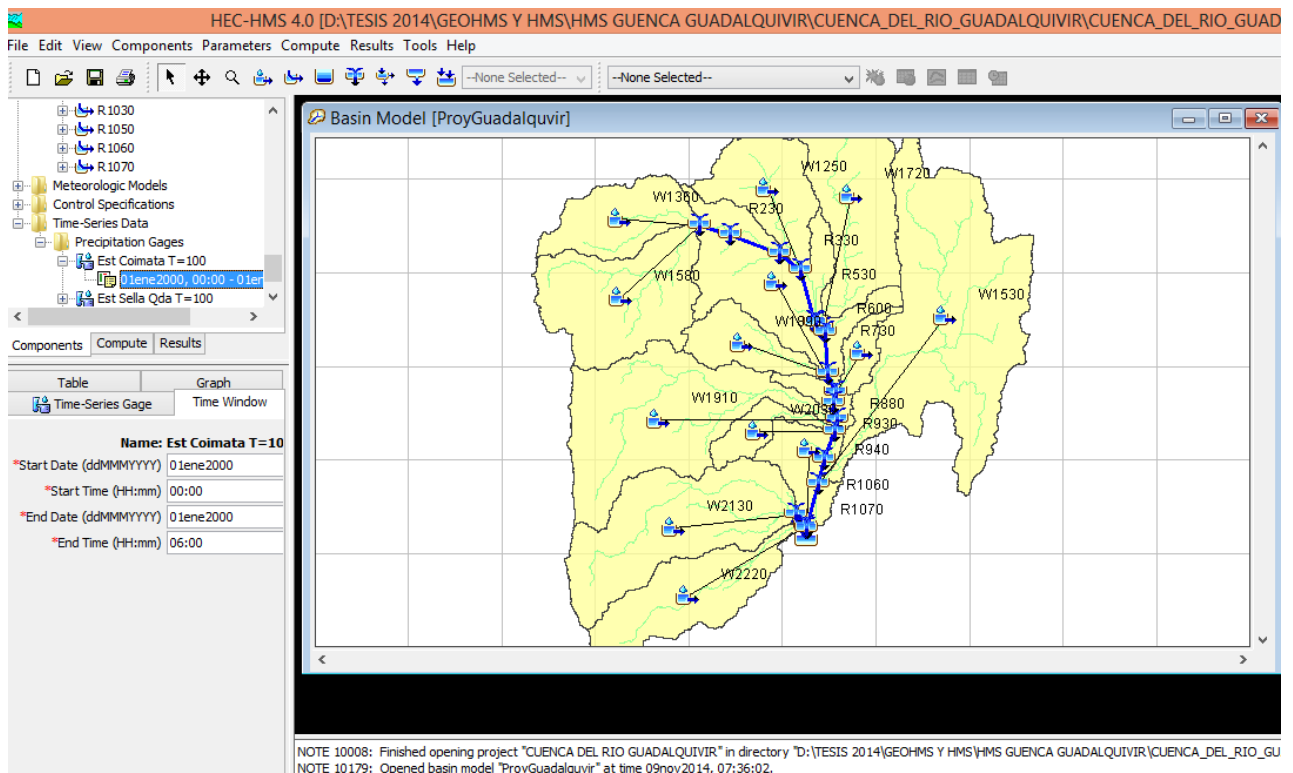 HEC-HMS 4.0 [D:\TESIS 2014\GEOHMS Y HMS\HMS GUENCA GUADALQUIVIR\CUENCA_DEL_RIO_GUADALQUIVIR\CUENCA_DEL_RIO_GUAD
File Edit View Components Parameters Compute Results Tools Help
--None Selected-- --None Selected--
R1030
R1050
R1060
R1070
Meteorologic Models
Control Specifications
Time-Series Data
Precipitation Gages
Est Coimata T=100
01ene2000, 00:00 - 01er
Est Sella Qda T=100
Components Compute Results
Table Graph
Time-Series Gage Time Window
Name: Est Coimata T=10
*Start Date (ddMMMYYYY) 01ene2000
*Start Time (HH:mm) 00:00
*End Date (ddMMMYYYY) 01ene2000
*End Time (HH:mm) 06:00
Basin Model [ProyGuadalquvir]
W1250
W1720
W1360
R230
R330
W1580
R530
W1530
R600
R730
W1910
R880
R930
R940
R1060
W2130
R1070
W2220
NOTE 10008: Finished opening project "CUENCA DEL RIO GUADALQUIVIR" in directory "D:\TESIS 2014\GEOHMS Y HMS\HMS GUENCA GUADALQUIVIR\CUENCA_DEL_RIO_GU
NOTE 10179: Opened basin model "ProyGuadalquvir" at time 09nov2014, 07:36:02.